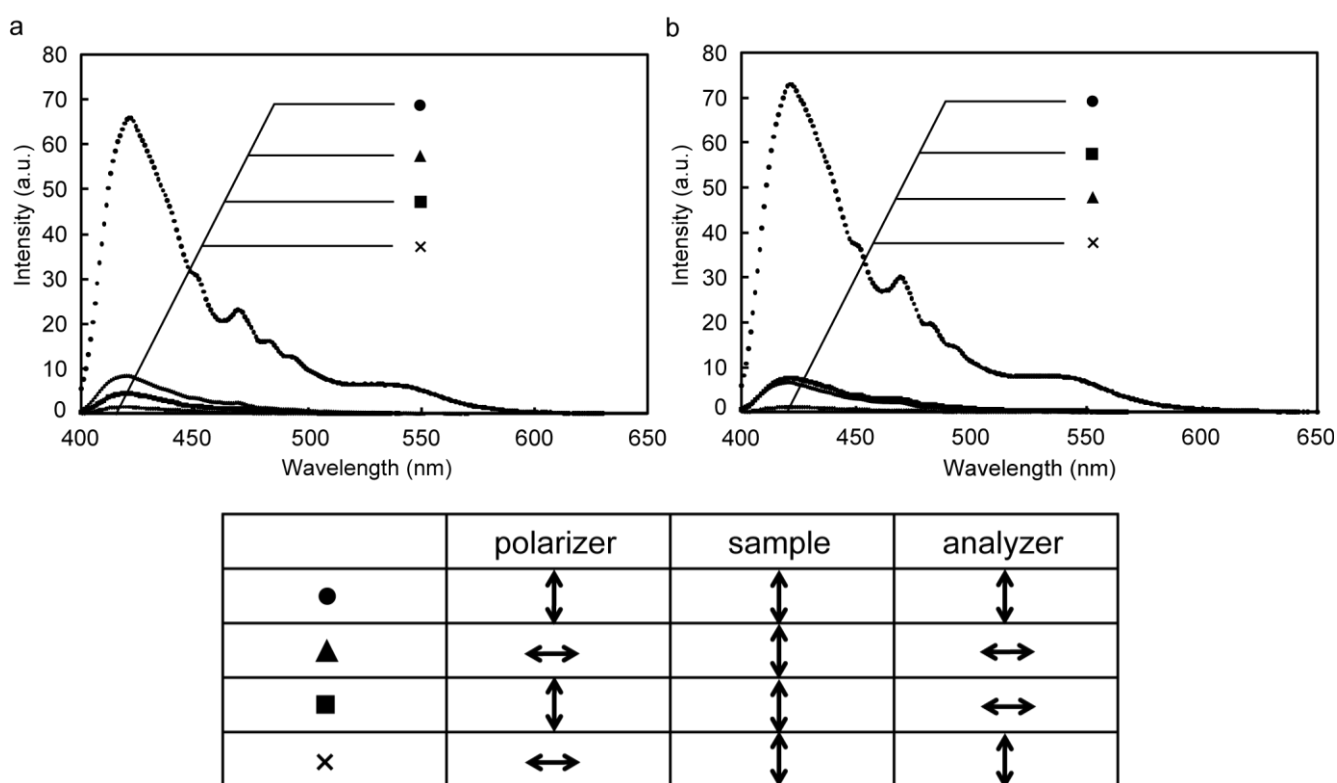 a
80
70
60
50
40
30
20
10
0
Intensity (a.u.)
● 
▲
■
×
400 450 500 550 600 650
Wavelength (nm)
b
80
70
60
50
40
30
20
10
0
Intensity (a.u.)
●
■
▲
×
400 450 500 550 600 650
Wavelength (nm)
polarizer sample analyzer
● ↕ ↕ ↕
▲ ↔ ↕ ↔
■ ↕ ↕ ↔
× ↔ ↕ ↕